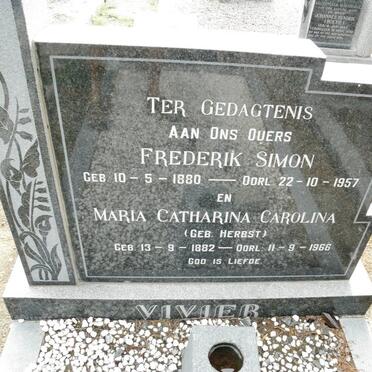 TER GEDAGTENIS
AAN ONS OUERS
FREDERIK SIMON
GEB 10-5-1880 — OORL 22-10-1957
EN
MARIA CATHARINA CAROLINA
(GEB. HERBST)
GEB. 13-9-1882 — OORL. 11-9-1966
GOD IS LIEFDE.
VIVIER